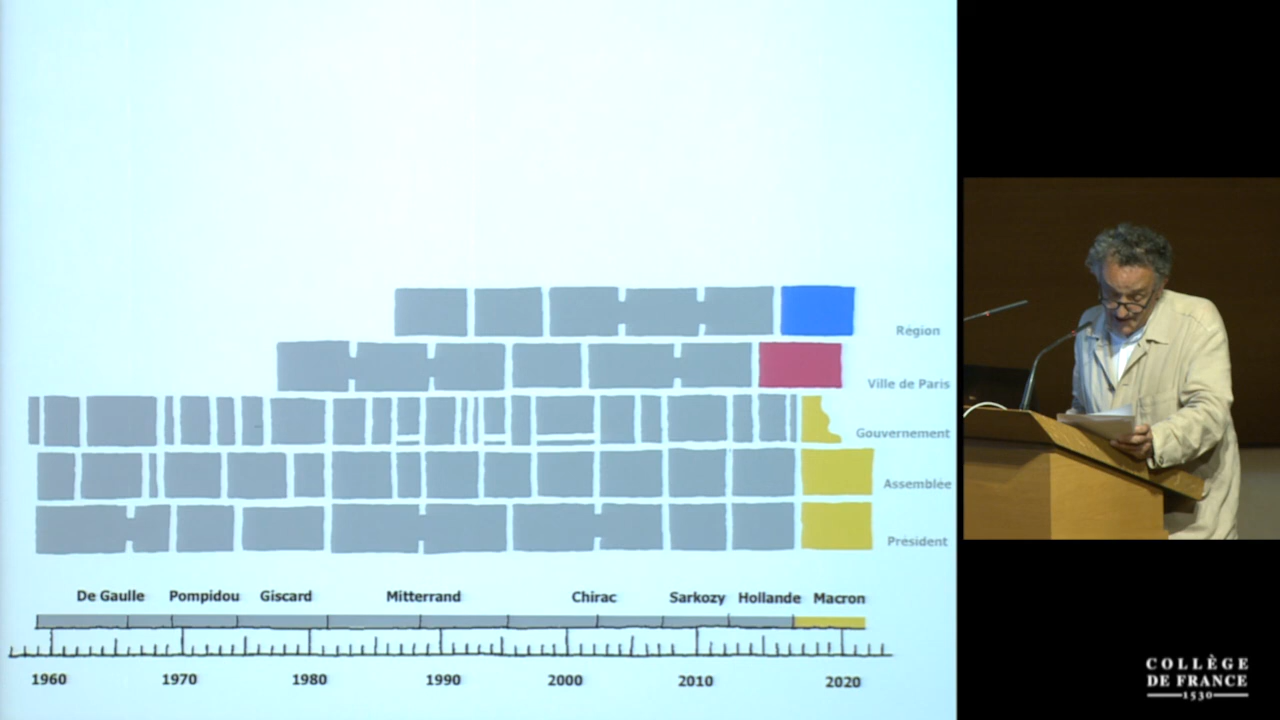 Région
Ville de Paris
Gouvernement
Assemblée
Président
De Gaulle Pompidou Giscard Mitterrand Chirac Sarkozy Hollande Macron
1960 1970 1980 1990 2000 2010 2020
COLLÈGE
DE FRANCE
1530